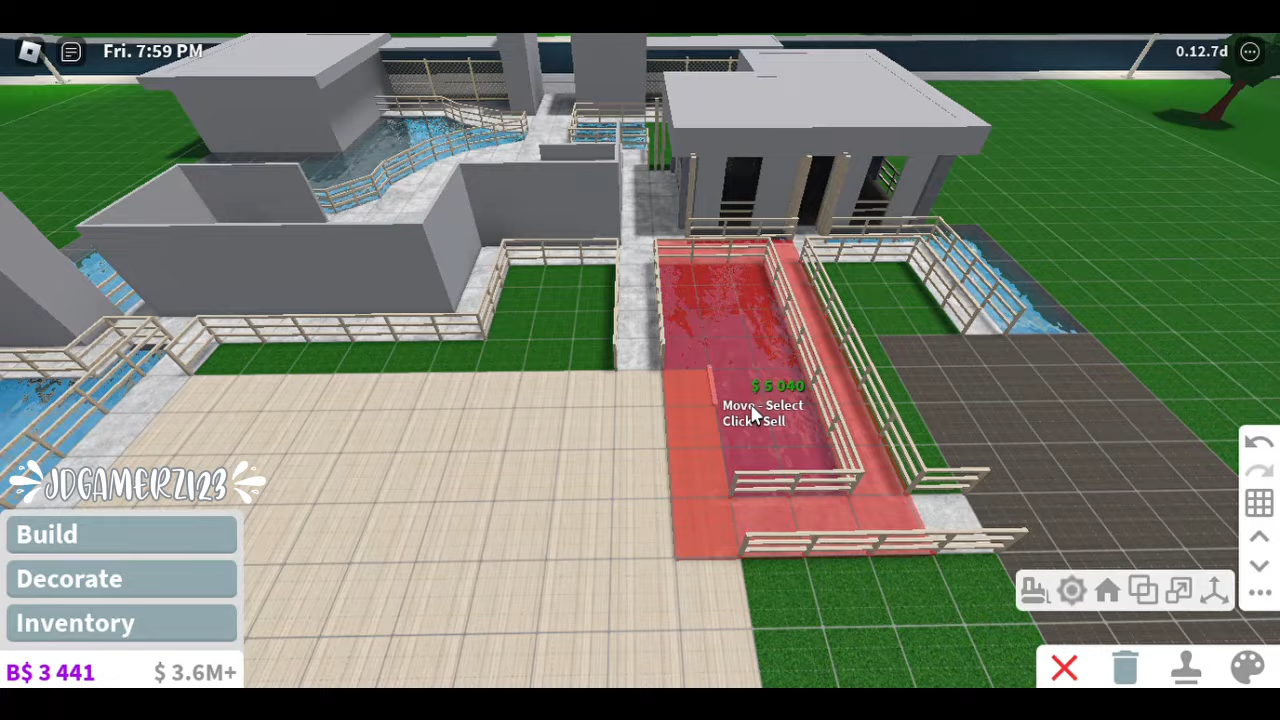 Fri. 7:59 PM
0.12.7d
$ 5 040
Move - Select
Click - Sell
JDGAMERZ123
Build
Decorate
Inventory
B$ 3 441
$ 3.6M+